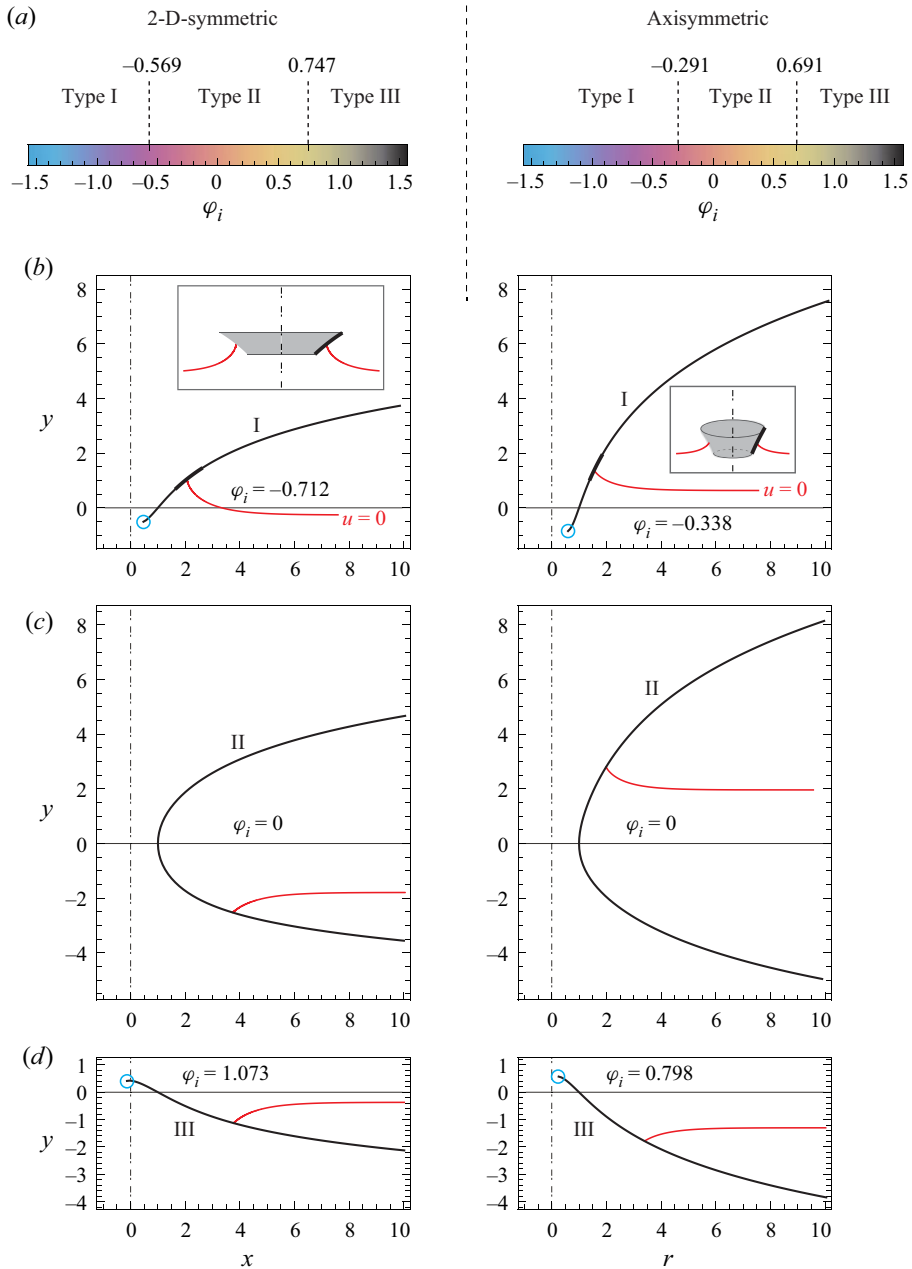 (a) 2-D-symmetric Axisymmetric
–0.569 0.747 –0.291 0.691
Type I Type II Type III Type I Type II Type III
–1.5 –1.0 –0.5 0 0.5 1.0 1.5 –1.5 –1.0 –0.5 0 0.5 1.0 1.5
φi φi
(b)
8 8
6 6
4 4
y I I
2 2
φi = –0.712 u = 0
0 u = 0 0 φi = –0.338
0 2 4 6 8 10 0 2 4 6 8 10
(c)
8 8
6 6
II II
4 4
2 2
y φi = 0 φi = 0
0 0
–2 –2
–4 –4
0 2 4 6 8 10 0 2 4 6 8 10
(d)
1 φi = 1.073 1 φi = 0.798
0 0
–1 III –1 III
y
–2 –2
–3 –3
–4 –4
0 2 4 6 8 10 0 2 4 6 8 10
x r